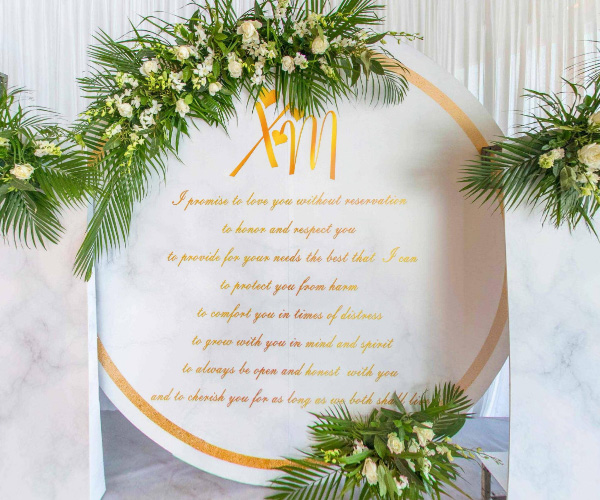 I promise to love you without reservation
to honor and respect you
to provide for your needs the best that I can
to protect you from harm
to comfort you in times of distress
to grow with you in mind and spirit
to always be open and honest with you
and to cherish you for as long as we both shall live